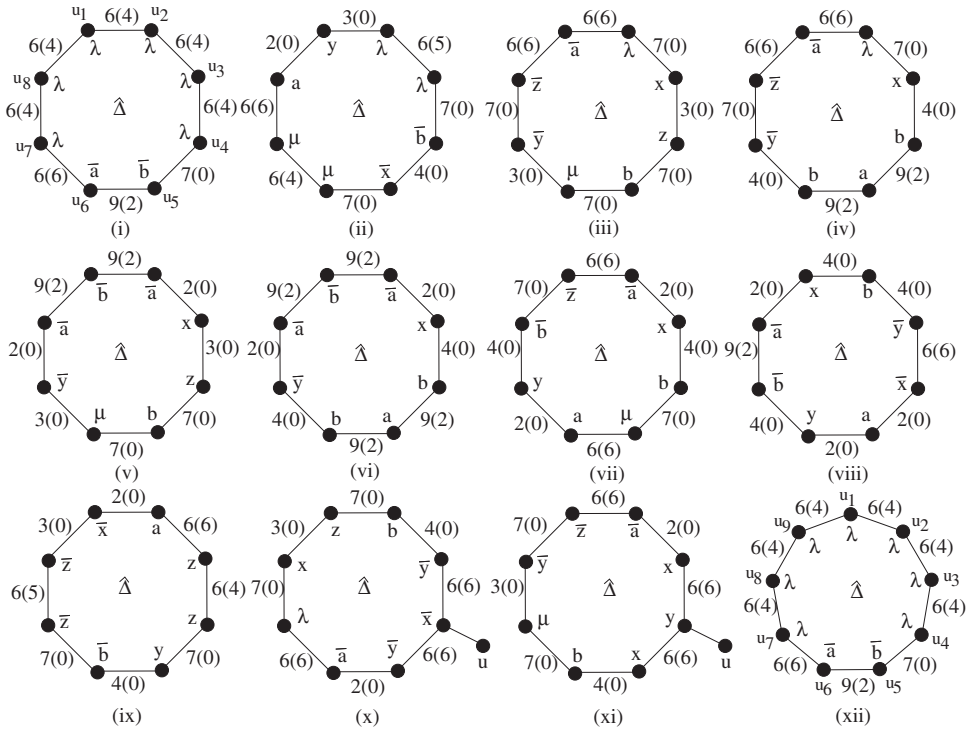 u1 6(4) u2
6(4) λ λ 6(4)
u8 λ λ u3
6(4) Δ̂ 6(4)
u7 λ λ u4
6(6) a̅ b̅ 7(0)
u6 9(2) u5
(i)
3(0)
2(0) y λ 6(5)
a λ
6(6) Δ̂ 7(0)
μ b̅
6(4) μ x̅ 4(0)
7(0)
(ii)
6(6)
6(6) a̅ λ 7(0)
z̅ x
7(0) Δ̂ 3(0)
y̅ z
3(0) μ b 7(0)
7(0)
(iii)
6(6)
6(6) a̅ λ 7(0)
z̅ x
7(0) Δ̂ 4(0)
y̅ b
4(0) b a 9(2)
9(2)
(iv)
9(2)
9(2) b̅ a̅ 2(0)
a̅ x
2(0) Δ̂ 3(0)
y̅ z
3(0) μ b 7(0)
7(0)
(v)
9(2)
9(2) b̅ a̅ 2(0)
a̅ x
2(0) Δ̂ 4(0)
y̅ b
4(0) b a 9(2)
9(2)
(vi)
6(6)
7(0) z̅ a̅ 2(0)
b̅ x
4(0) Δ̂ 4(0)
y b
2(0) a μ 7(0)
6(6)
(vii)
4(0)
2(0) x b 4(0)
a̅ y̅
9(2) Δ̂ 6(6)
b̅ x̅
4(0) y a 2(0)
2(0)
(viii)
2(0)
3(0) x̅ a 6(6)
z̅ z
6(5) Δ̂ 6(4)
z̅ z
7(0) b̅ y 7(0)
4(0)
(ix)
7(0)
3(0) z b 4(0)
x y̅
7(0) Δ̂ 6(6)
λ x̅
6(6) a̅ y̅ 6(6) u
2(0)
(x)
6(6)
7(0) z̅ a̅ 2(0)
y̅ x
3(0) Δ̂ 6(6)
μ y
7(0) b x 6(6) u
4(0)
(xi)
u1
6(4) 6(4)
u9 λ λ λ u2
6(4) 6(4)
u8 λ λ u3
6(4) Δ̂ 6(4)
u7 λ λ u4
6(6) a̅ b̅ 7(0)
u6 9(2) u5
(xii)